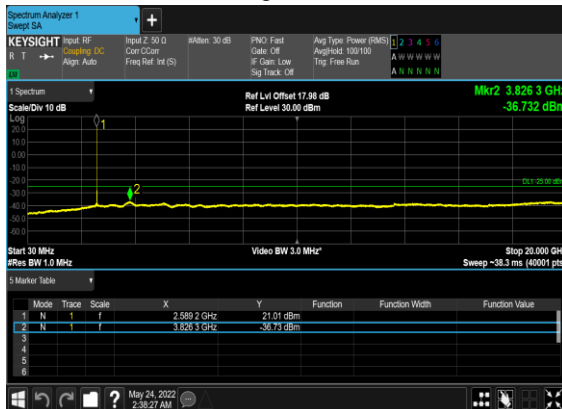 Spectrum Analyzer 1
Swept SA
+
KEYSIGHT Input: RF Input Z: 50 Ω #Atten: 30 dB PNO: Fast Avg Type: Power (RMS) 1 2 3 4 5 6
R T Coupling: DC Corr CCorr Gate: Off Avg|Hold: 100/100 A W W W W W
Align: Auto Freq Ref: Int (S) IF Gain: Low Trig: Free Run
Sig Track: Off A N N N N N
1 Spectrum Ref Lvl Offset 17.98 dB Mkr2 3.826 3 GHz
Scale/Div 10 dB Ref Level 30.00 dBm -36.732 dBm
Log
20.0
10.0
0.00
-10.0
-20.0
-30.0
-40.0
-50.0
-60.0
1
2
DL1 -25.00 dBm
Start 30 MHz Video BW 3.0 MHz* Stop 20.000 GHz
#Res BW 1.0 MHz Sweep ~38.3 ms (40001 pts)
5 Marker Table
Mode Trace Scale X Y Function Function Width Function Value
1 N 1 f 2.589 2 GHz 21.01 dBm
2 N 1 f 3.826 3 GHz -36.73 dBm
3
4
5
6
? May 24, 2022
2:38:27 AM